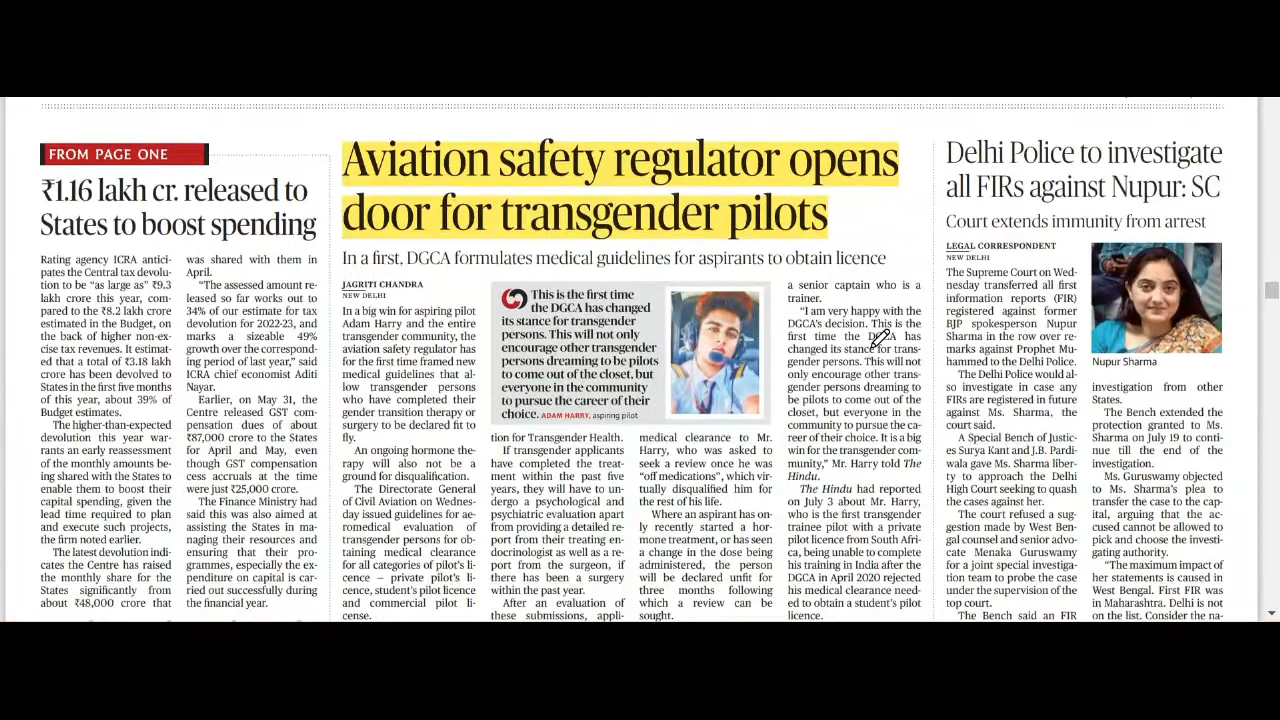 FROM PAGE ONE
₹1.16 lakh cr. released to
States to boost spending
Rating agency ICRA antici-
pates the Central tax devolu-
tion to be “as large as” ₹9.3
lakh crore this year, com-
pared to the ₹8.2 lakh crore
estimated in the Budget, on
the back of higher non-ex-
cise tax revenues. It estimat-
ed that a total of ₹3.18 lakh
crore has been devolved to
States in the first five months
of this year, about 39% of
Budget estimates.
The higher-than-expected
devolution this year war-
rants an early reassessment
of the monthly amounts be-
ing shared with the States to
enable them to boost their
capital spending, given the
lead time required to plan
and execute such projects,
the firm noted earlier.
The latest devolution indi-
cates the Centre has raised
the monthly share for the
States significantly from
about ₹48,000 crore that
was shared with them in
April.
“The assessed amount re-
leased so far works out to
34% of our estimate for tax
devolution for 2022-23, and
marks a sizeable 49%
growth over the correspond-
ing period of last year,” said
ICRA chief economist Aditi
Nayar.
Earlier, on May 31, the
Centre released GST com-
pensation dues of about
₹87,000 crore to the States
for April and May, even
though GST compensation
cess accruals at the time
were just ₹25,000 crore.
The Finance Ministry had
said this was also aimed at
assisting the States in ma-
naging their resources and
ensuring that their pro-
grammes, especially the ex-
penditure on capital is car-
ried out successfully during
the financial year.
Aviation safety regulator opens
door for transgender pilots
In a first, DGCA formulates medical guidelines for aspirants to obtain licence
JAGRITI CHANDRA
NEW DELHI
In a big win for aspiring pilot
Adam Harry and the entire
transgender community, the
aviation safety regulator has
for the first time framed new
medical guidelines that al-
low transgender persons
who have completed their
gender transition therapy or
surgery to be declared fit to
fly.
An ongoing hormone the-
rapy will also not be a
ground for disqualification.
The Directorate General
of Civil Aviation on Wednes-
day issued guidelines for ae-
romedical evaluation of
transgender persons for ob-
taining medical clearance
for all categories of pilot’s li-
cence — private pilot’s li-
cence, student pilot licence
and commercial pilot li-
cense.
This is the first time
the DGCA has changed
its stance for transgender
persons. This will not only
encourage other transgender
persons dreaming to be pilots
to come out of the closet, but
everyone in the community
to pursue the career of their
choice. ADAM HARRY, aspiring pilot
tion for Transgender Health.
If transgender applicants
have completed the treat-
ment within the past five
years, they will have to un-
dergo a psychological and
psychiatric evaluation apart
from providing a detailed re-
port from their treating en-
docrinologist as well as a re-
port from the surgeon, if
there has been a surgery
within the past year.
After an evaluation of
these submissions, appli-
medical clearance to Mr.
Harry, who was asked to
seek a review once he was
“off medications”, which vir-
tually disqualified him for
the rest of his life.
Where an aspirant has on-
ly recently started a hor-
mone treatment, or has seen
a change in the dose being
administered, the person
will be declared unfit for
three months following
which a review can be
sought.
a senior captain who is a
trainer.
“I am very happy with the
DGCA’s decision. This is the
first time the DGCA has
changed its stance for trans-
gender persons. This will not
only encourage other trans-
gender persons dreaming to
be pilots to come out of the
closet, but everyone in the
community to pursue the ca-
reer of their choice. It is a big
win for the transgender com-
munity,” Mr. Harry told The
Hindu.
The Hindu had reported
on July 3 about Mr. Harry,
who is the first transgender
trainee pilot with a private
pilot licence from South Afri-
ca, being unable to complete
his training in India after the
DGCA in April 2020 rejected
his medical clearance need-
ed to obtain a student’s pilot
licence.
Delhi Police to investigate
all FIRs against Nupur: SC
Court extends immunity from arrest
LEGAL CORRESPONDENT
NEW DELHI
The Supreme Court on Wed-
nesday transferred all first
information reports (FIR)
registered against former
BJP spokesperson Nupur
Sharma in the row over re-
marks against Prophet Mu-
hammad to the Delhi Police.
The Delhi Police would al-
so investigate in case any
FIRs are registered in future
against Ms. Sharma, the
court said.
A Special Bench of Justic-
es Surya Kant and J.B. Pardi-
wala gave Ms. Sharma liber-
ty to approach the Delhi
High Court seeking to quash
the cases against her.
The court refused a sug-
gestion made by West Ben-
gal counsel and senior advo-
cate Menaka Guruswamy
for a joint special investiga-
tion team to probe the case
under the supervision of the
top court.
The Bench said an FIR
Nupur Sharma
investigation from other
States.
The Bench extended the
protection granted to Ms.
Sharma on July 19 to conti-
nue till the end of the
investigation.
Ms. Guruswamy objected
to Ms. Sharma’s plea to
transfer the case to the cap-
ital, arguing that the ac-
cused cannot be allowed to
pick and choose the investi-
gating authority.
“The maximum impact of
her statements is caused in
West Bengal. First FIR was
in Maharashtra. Delhi is not
on the list. Consider the na-